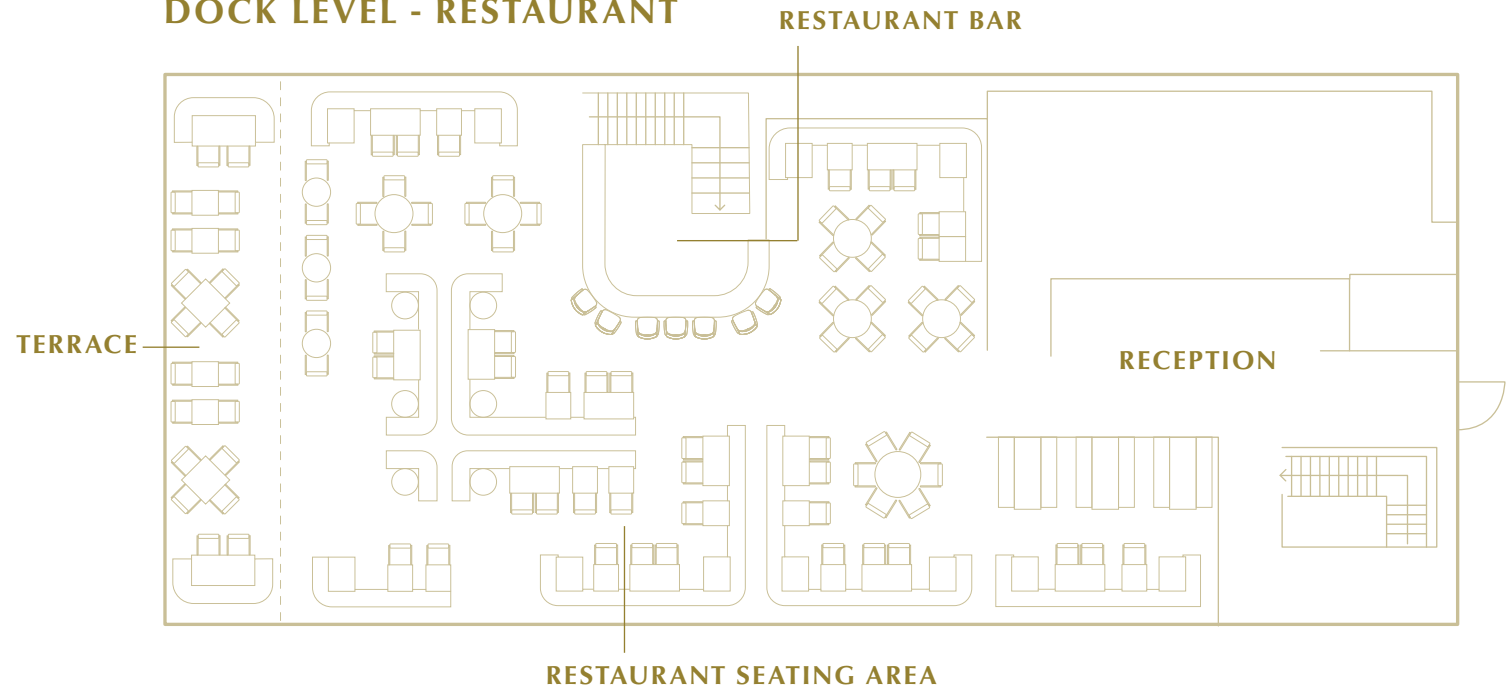 DOCK LEVEL - RESTAURANT
RESTAURANT BAR
TERRACE
RECEPTION
RESTAURANT SEATING AREA